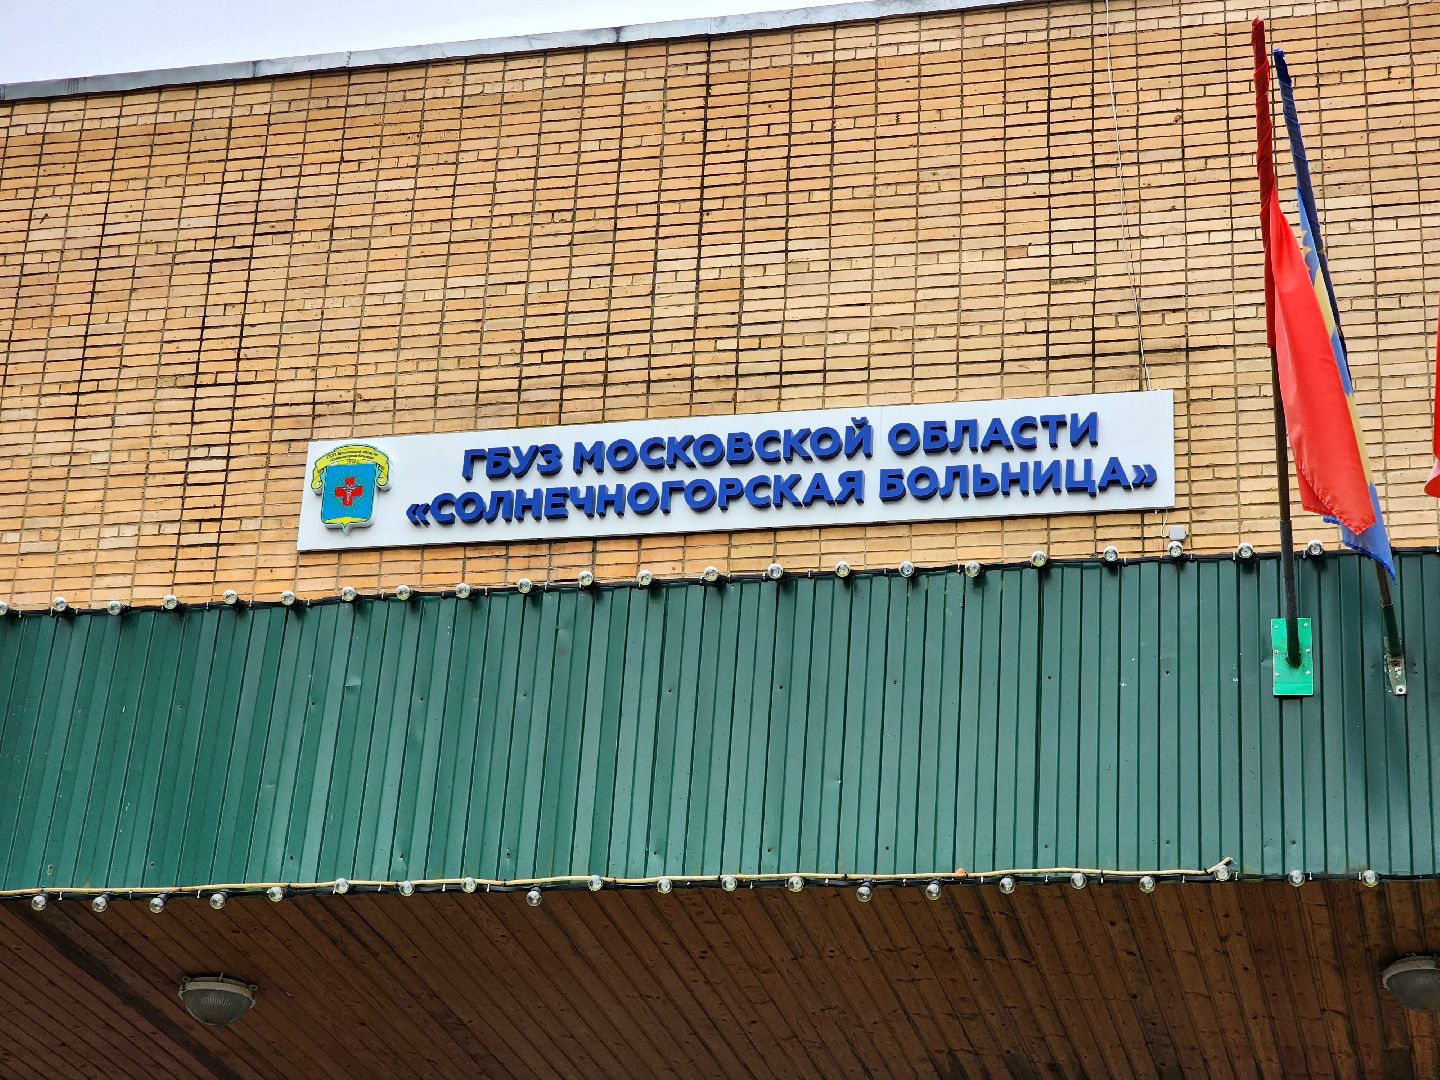 ГБУЗ МОСКОВСКОЙ ОБЛАСТИ
«СОЛНЕЧНОГОРСКАЯ БОЛЬНИЦА»